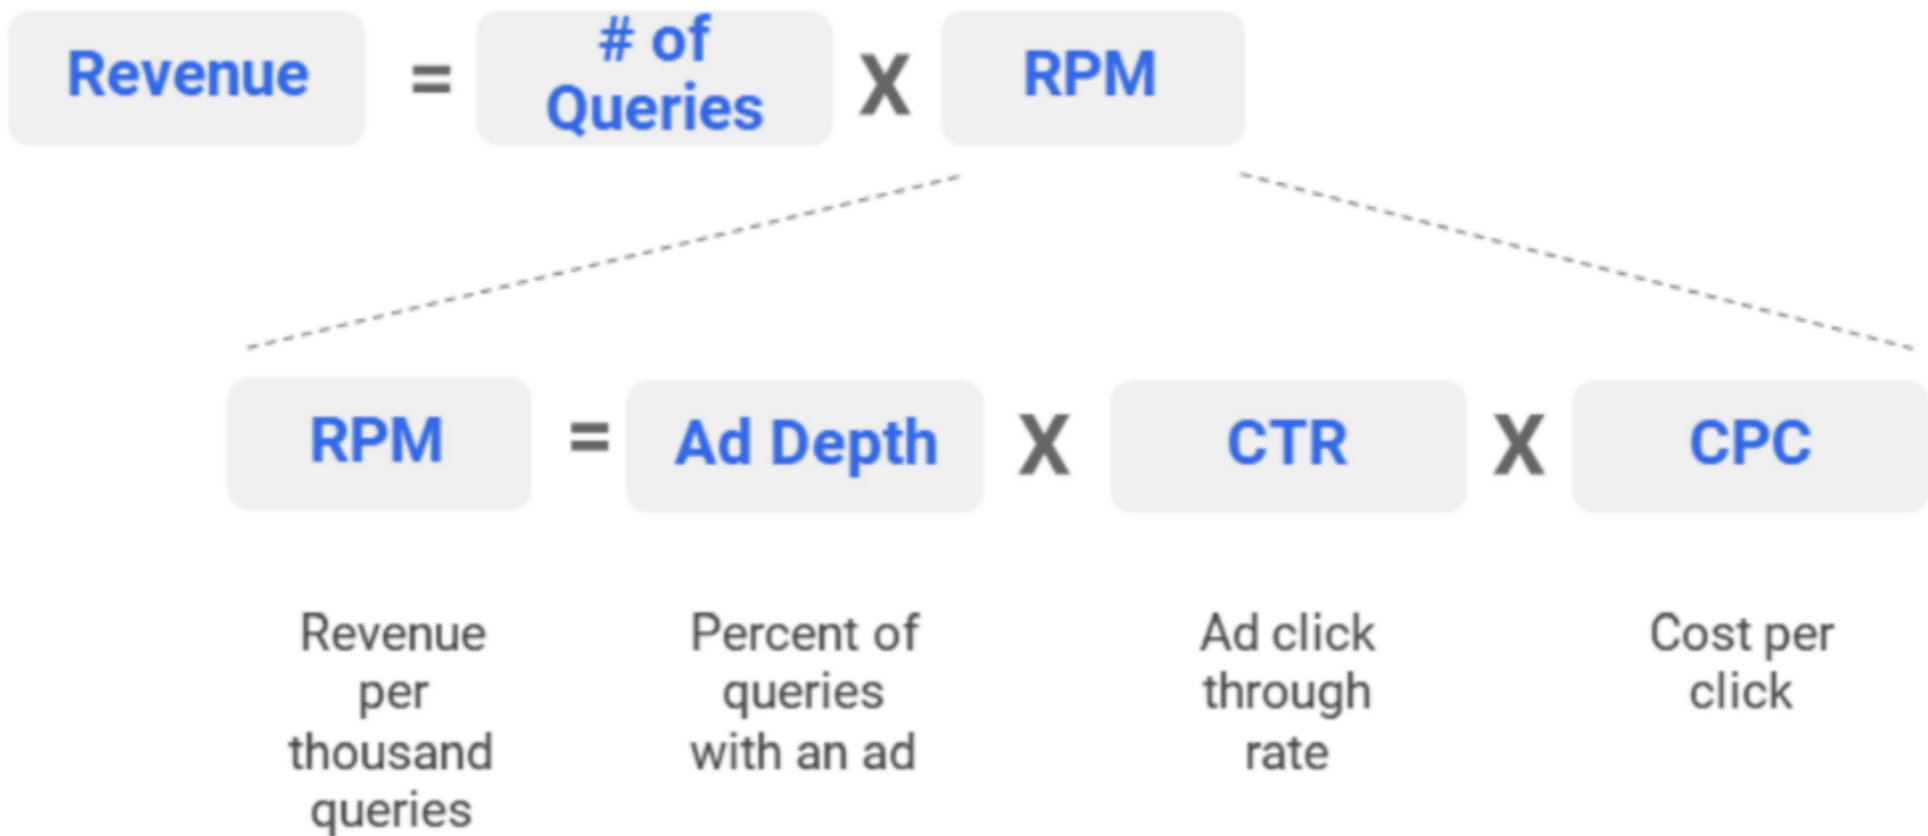 Revenue = # of Queries X RPM
RPM = Ad Depth X CTR X CPC
Revenue
per
thousand
queries
Percent of
queries
with an ad
Ad click
through
rate
Cost per
click